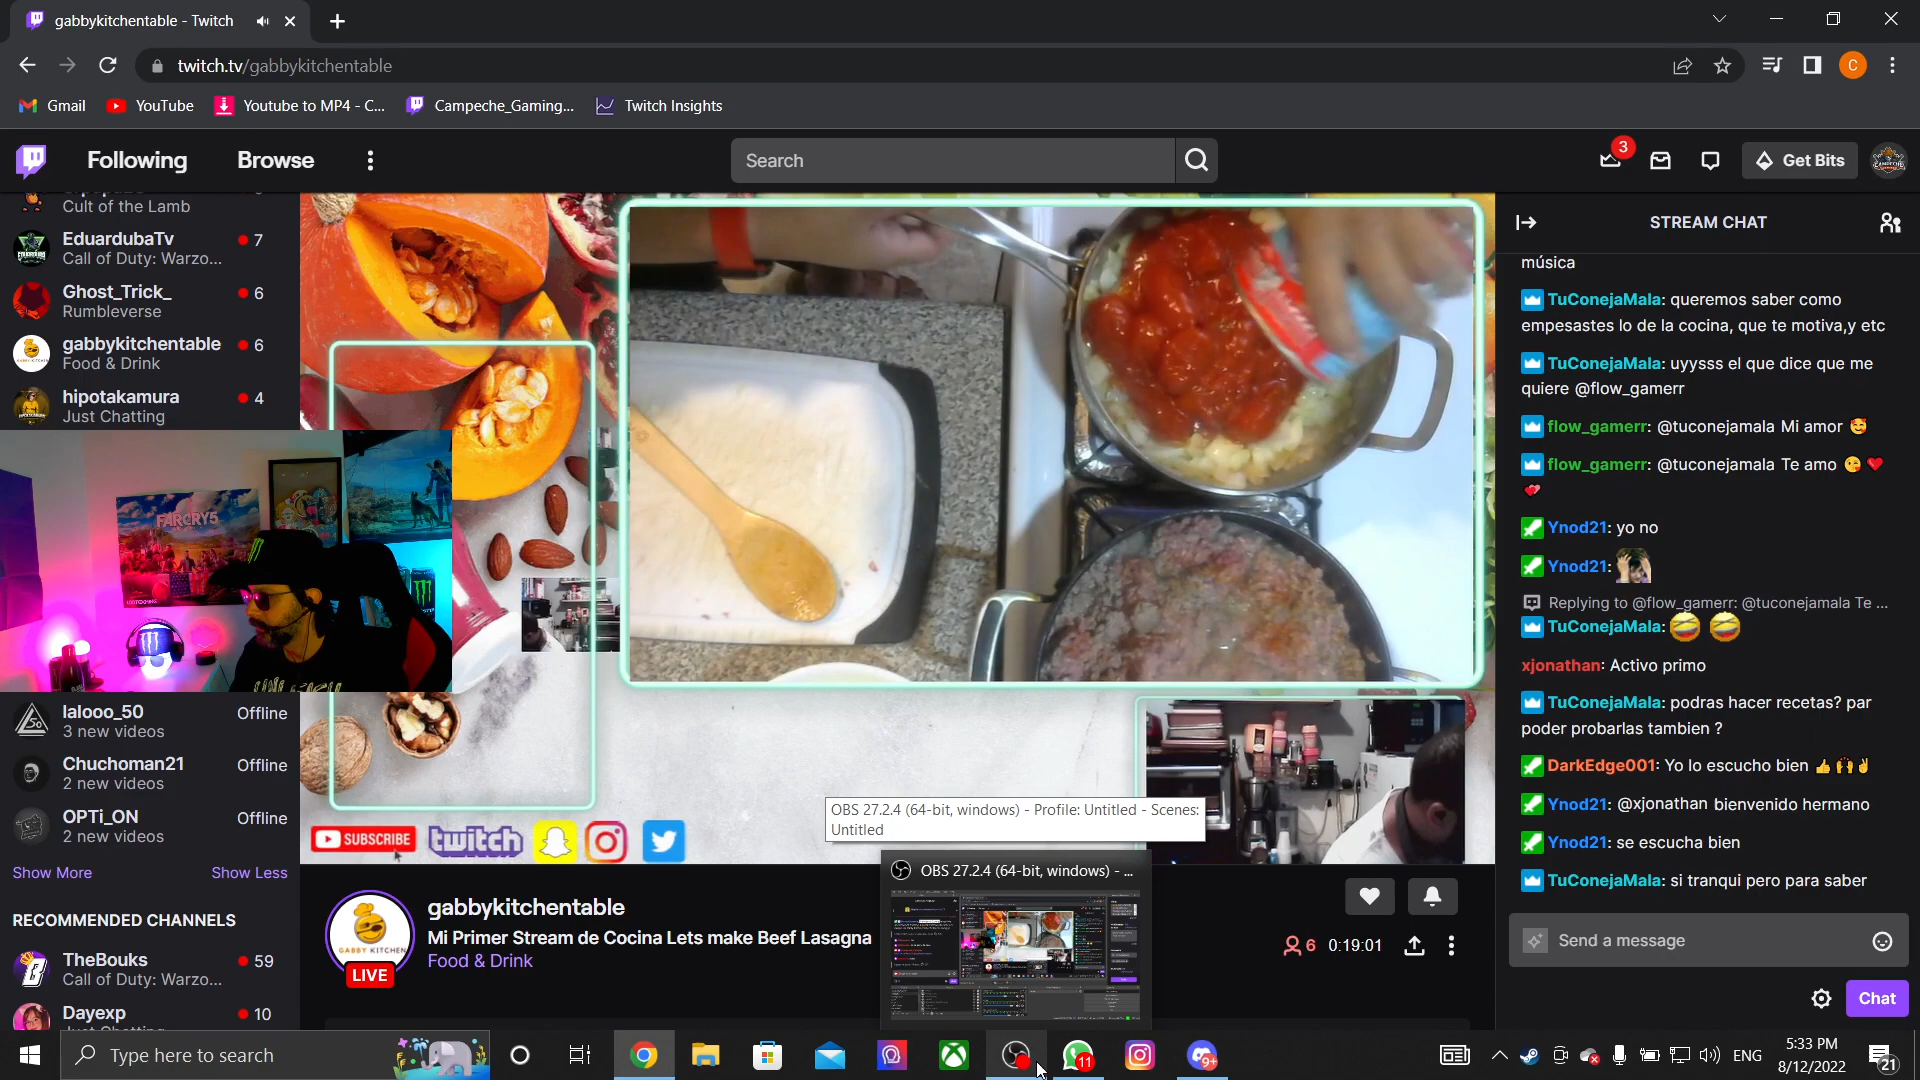 gabbykitchentable - Twitch
twitch.tv/gabbykitchentable
C
Gmail
YouTube
Youtube to MP4 - C...
Campeche_Gaming...
Twitch Insights
Following
Browse
Search
3
Get Bits
Cult of the Lamb
EduardubaTv
7
Call of Duty: Warzo...
Ghost_Trick_
6
Rumbleverse
gabbykitchentable
6
Food & Drink
hipotakamura
4
Just Chatting
FARCRY5
lalooo_50
Offline
3 new videos
Chuchoman21
Offline
2 new videos
OPTi_ON
Offline
2 new videos
Show More
Show Less
RECOMMENDED CHANNELS
TheBouks
59
Call of Duty: Warzo...
Dayexp
10
Just Chatting
SUBSCRIBE
twitch
OBS 27.2.4 (64-bit, windows) - Profile: Untitled - Scenes:
Untitled
OBS 27.2.4 (64-bit, windows) - ...
GABBY KITCHEN
LIVE
gabbykitchentable
Mi Primer Stream de Cocina Lets make Beef Lasagna
Food & Drink
6
0:19:01
STREAM CHAT
música
TuConejaMala: queremos saber como
empesastes lo de la cocina, que te motiva,y etc
TuConejaMala: uyysss el que dice que me
quiere @flow_gamerr
flow_gamerr: @tuconejamala Mi amor 🥰
flow_gamerr: @tuconejamala Te amo 😘 ❤️
💕
Ynod21: yo no
Ynod21:
Replying to @flow_gamerr: @tuconejamala Te ...
TuConejaMala:
xjonathan: Activo primo
TuConejaMala: podras hacer recetas? par
poder probarlas tambien ?
DarkEdge001: Yo lo escucho bien 👍🙌✌️
Ynod21: @xjonathan bienvenido hermano
Ynod21: se escucha bien
TuConejaMala: si tranqui pero para saber
Send a message
Chat
Type here to search
11
9+
ENG
5:33 PM
8/12/2022
21